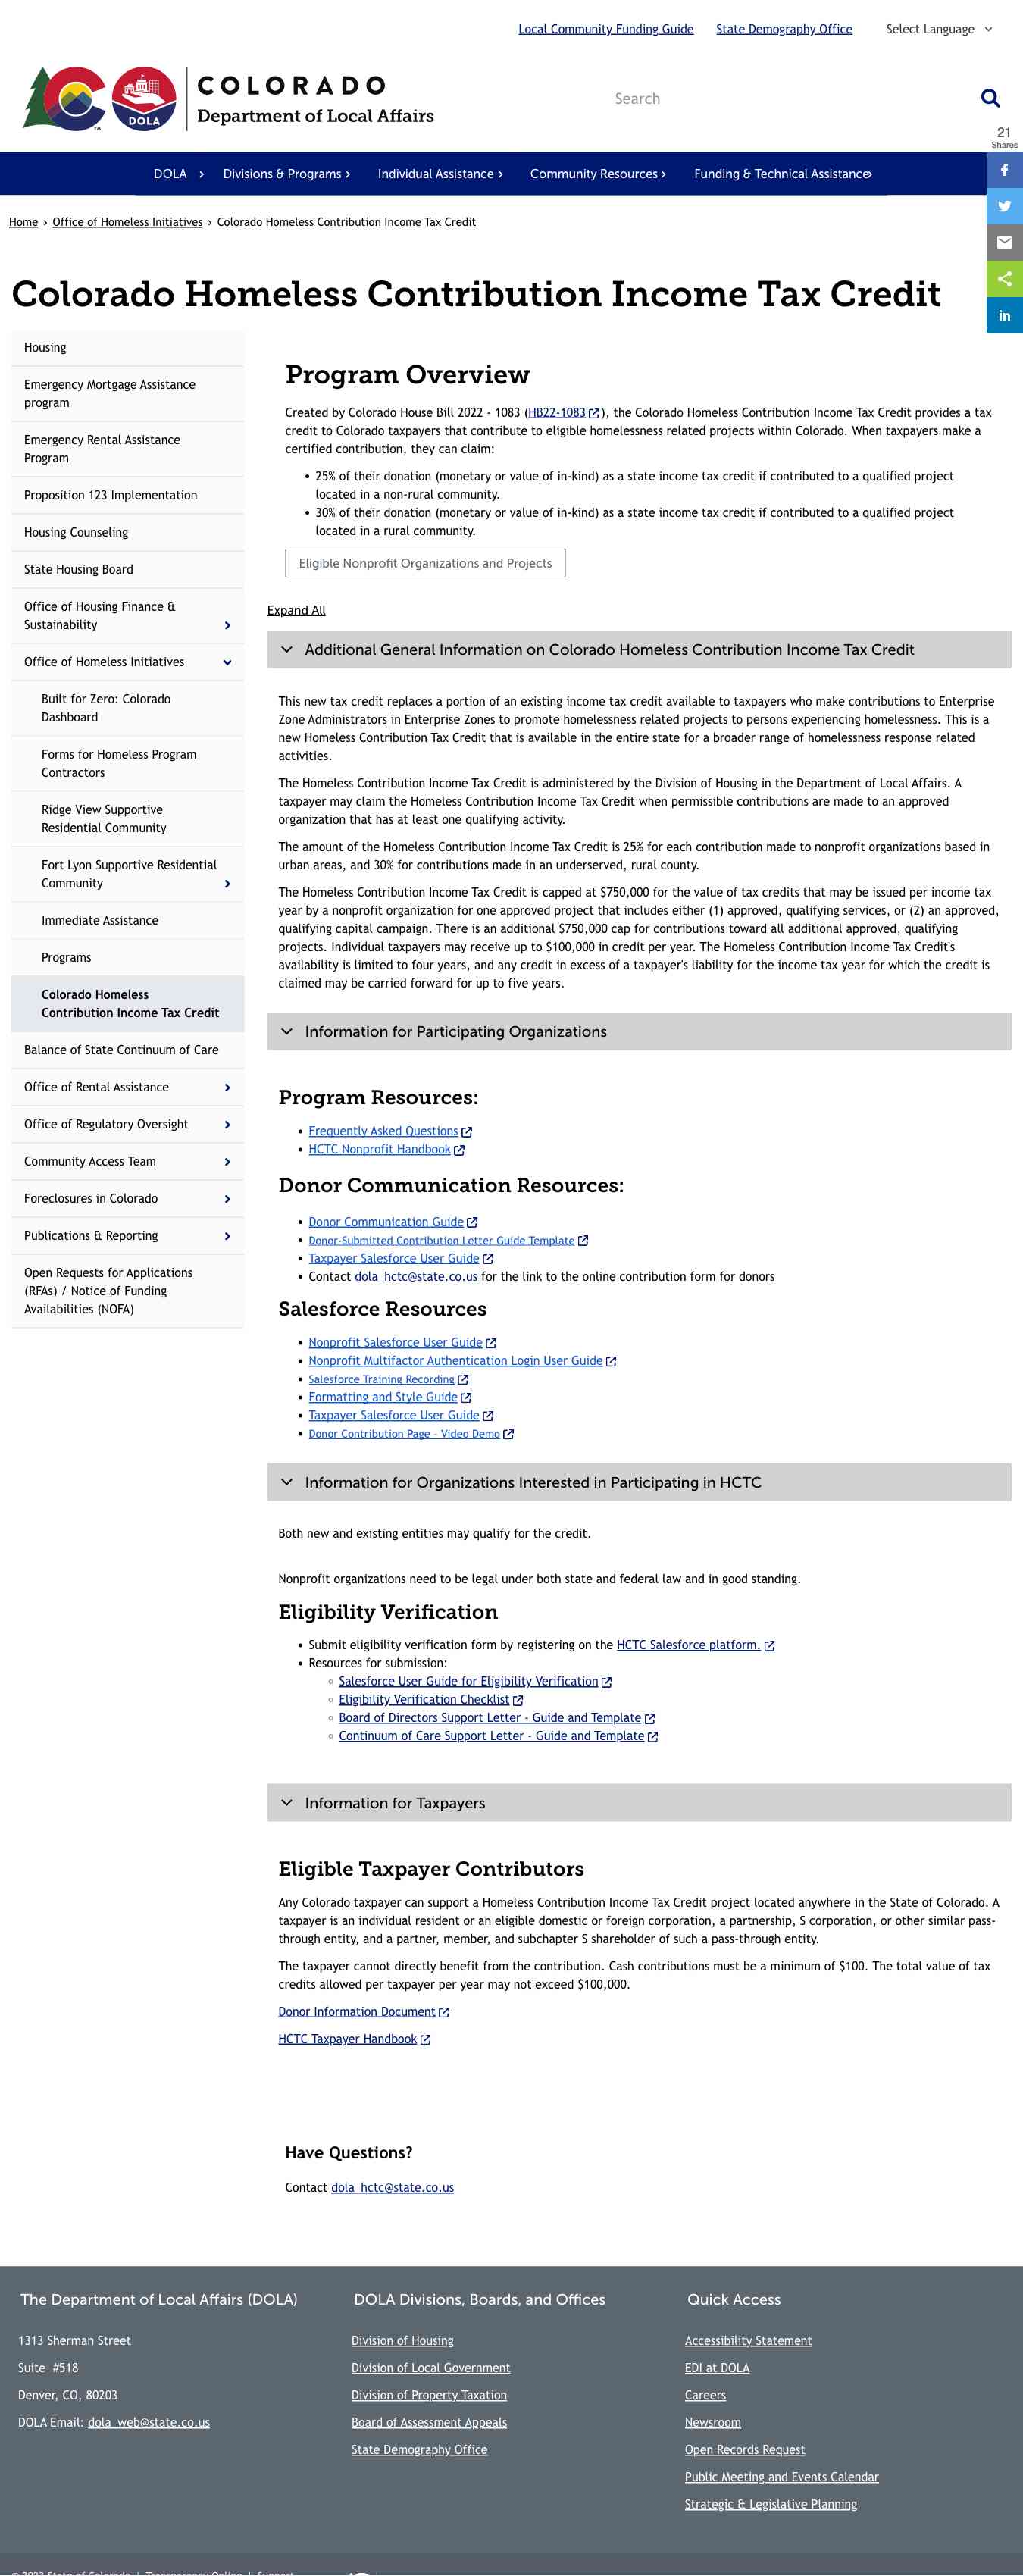 Local Community Funding Guide
State Demography Office
Select Language
COLORADO
Department of Local Affairs
DOLA
TM
Search
21
Shares
DOLA
Divisions & Programs
Individual Assistance
Community Resources
Funding & Technical Assistance
Home › Office of Homeless Initiatives › Colorado Homeless Contribution Income Tax Credit
Colorado Homeless Contribution Income Tax Credit
Housing
Emergency Mortgage Assistance
program
Emergency Rental Assistance
Program
Proposition 123 Implementation
Housing Counseling
State Housing Board
Office of Housing Finance &
Sustainability
Office of Homeless Initiatives
Built for Zero: Colorado
Dashboard
Forms for Homeless Program
Contractors
Ridge View Supportive
Residential Community
Fort Lyon Supportive Residential
Community
Immediate Assistance
Programs
Colorado Homeless
Contribution Income Tax Credit
Balance of State Continuum of Care
Office of Rental Assistance
Office of Regulatory Oversight
Community Access Team
Foreclosures in Colorado
Publications & Reporting
Open Requests for Applications
(RFAs) / Notice of Funding
Availabilities (NOFA)
Program Overview
Created by Colorado House Bill 2022 - 1083 (HB22-1083), the Colorado Homeless Contribution Income Tax Credit provides a tax
credit to Colorado taxpayers that contribute to eligible homelessness related projects within Colorado. When taxpayers make a
certified contribution, they can claim:
• 25% of their donation (monetary or value of in-kind) as a state income tax credit if contributed to a qualified project
located in a non-rural community.
• 30% of their donation (monetary or value of in-kind) as a state income tax credit if contributed to a qualified project
located in a rural community.
Eligible Nonprofit Organizations and Projects
Expand All
Additional General Information on Colorado Homeless Contribution Income Tax Credit
This new tax credit replaces a portion of an existing income tax credit available to taxpayers who make contributions to Enterprise
Zone Administrators in Enterprise Zones to promote homelessness related projects to persons experiencing homelessness. This is a
new Homeless Contribution Tax Credit that is available in the entire state for a broader range of homelessness response related
activities.
The Homeless Contribution Income Tax Credit is administered by the Division of Housing in the Department of Local Affairs. A
taxpayer may claim the Homeless Contribution Income Tax Credit when permissible contributions are made to an approved
organization that has at least one qualifying activity.
The amount of the Homeless Contribution Income Tax Credit is 25% for each contribution made to nonprofit organizations based in
urban areas, and 30% for contributions made in an underserved, rural county.
The Homeless Contribution Income Tax Credit is capped at $750,000 for the value of tax credits that may be issued per income tax
year by a nonprofit organization for one approved project that includes either (1) approved, qualifying services, or (2) an approved,
qualifying capital campaign. There is an additional $750,000 cap for contributions toward all additional approved, qualifying
projects. Individual taxpayers may receive up to $100,000 in credit per year. The Homeless Contribution Income Tax Credit's
availability is limited to four years, and any credit in excess of a taxpayer's liability for the income tax year for which the credit is
claimed may be carried forward for up to five years.
Information for Participating Organizations
Program Resources:
• Frequently Asked Questions
• HCTC Nonprofit Handbook
Donor Communication Resources:
• Donor Communication Guide
• Donor-Submitted Contribution Letter Guide Template
• Taxpayer Salesforce User Guide
• Contact dola_hctc@state.co.us for the link to the online contribution form for donors
Salesforce Resources
• Nonprofit Salesforce User Guide
• Nonprofit Multifactor Authentication Login User Guide
• Salesforce Training Recording
• Formatting and Style Guide
• Taxpayer Salesforce User Guide
• Donor Contribution Page - Video Demo
Information for Organizations Interested in Participating in HCTC
Both new and existing entities may qualify for the credit.
Nonprofit organizations need to be legal under both state and federal law and in good standing.
Eligibility Verification
• Submit eligibility verification form by registering on the HCTC Salesforce platform.
• Resources for submission:
◦ Salesforce User Guide for Eligibility Verification
◦ Eligibility Verification Checklist
◦ Board of Directors Support Letter - Guide and Template
◦ Continuum of Care Support Letter - Guide and Template
Information for Taxpayers
Eligible Taxpayer Contributors
Any Colorado taxpayer can support a Homeless Contribution Income Tax Credit project located anywhere in the State of Colorado. A
taxpayer is an individual resident or an eligible domestic or foreign corporation, a partnership, S corporation, or other similar pass-
through entity, and a partner, member, and subchapter S shareholder of such a pass-through entity.
The taxpayer cannot directly benefit from the contribution. Cash contributions must be a minimum of $100. The total value of tax
credits allowed per taxpayer per year may not exceed $100,000.
Donor Information Document
HCTC Taxpayer Handbook
Have Questions?
Contact dola_hctc@state.co.us
The Department of Local Affairs (DOLA)
1313 Sherman Street
Suite #518
Denver, CO, 80203
DOLA Email: dola_web@state.co.us
DOLA Divisions, Boards, and Offices
Division of Housing
Division of Local Government
Division of Property Taxation
Board of Assessment Appeals
State Demography Office
Quick Access
Accessibility Statement
EDI at DOLA
Careers
Newsroom
Open Records Request
Public Meeting and Events Calendar
Strategic & Legislative Planning
© 2023 State of Colorado | Transparency Online | Support